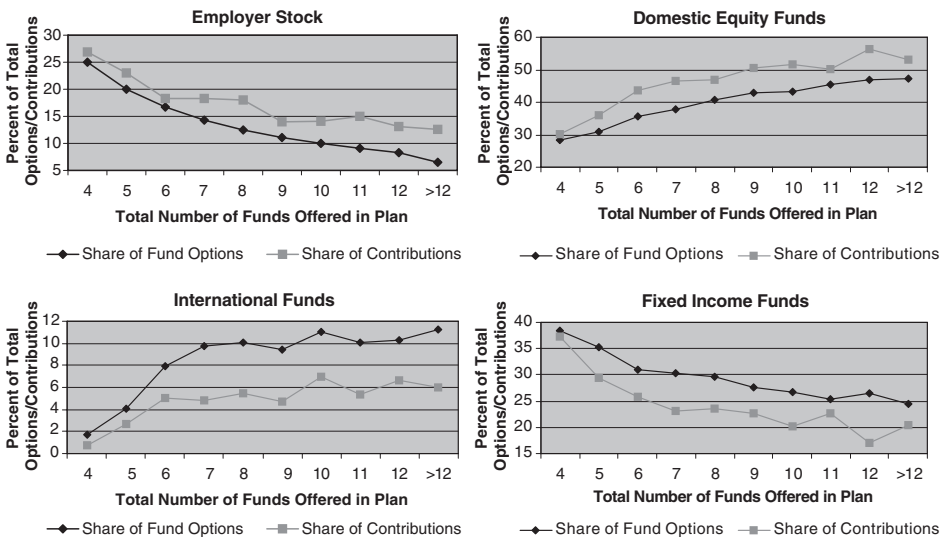 Employer Stock
Percent of Total
Options/Contributions
30
25
20
15
10
5
4 5 6 7 8 9 10 11 12 >12
Total Number of Funds Offered in Plan
Share of Fund Options Share of Contributions
Domestic Equity Funds
Percent of Total
Options/Contributions
60
50
40
30
20
4 5 6 7 8 9 10 11 12 >12
Total Number of Funds Offered in Plan
Share of Fund Options Share of Contributions
International Funds
Percent of Total
Options/Contributions
12
10
8
6
4
2
0
4 5 6 7 8 9 10 11 12 >12
Total Number of Funds Offered in Plan
Share of Fund Options Share of Contributions
Fixed Income Funds
Percent of Total
Options/Contributions
40
35
30
25
20
15
4 5 6 7 8 9 10 11 12 >12
Total Number of Funds Offered in Plan
Share of Fund Options Share of Contributions